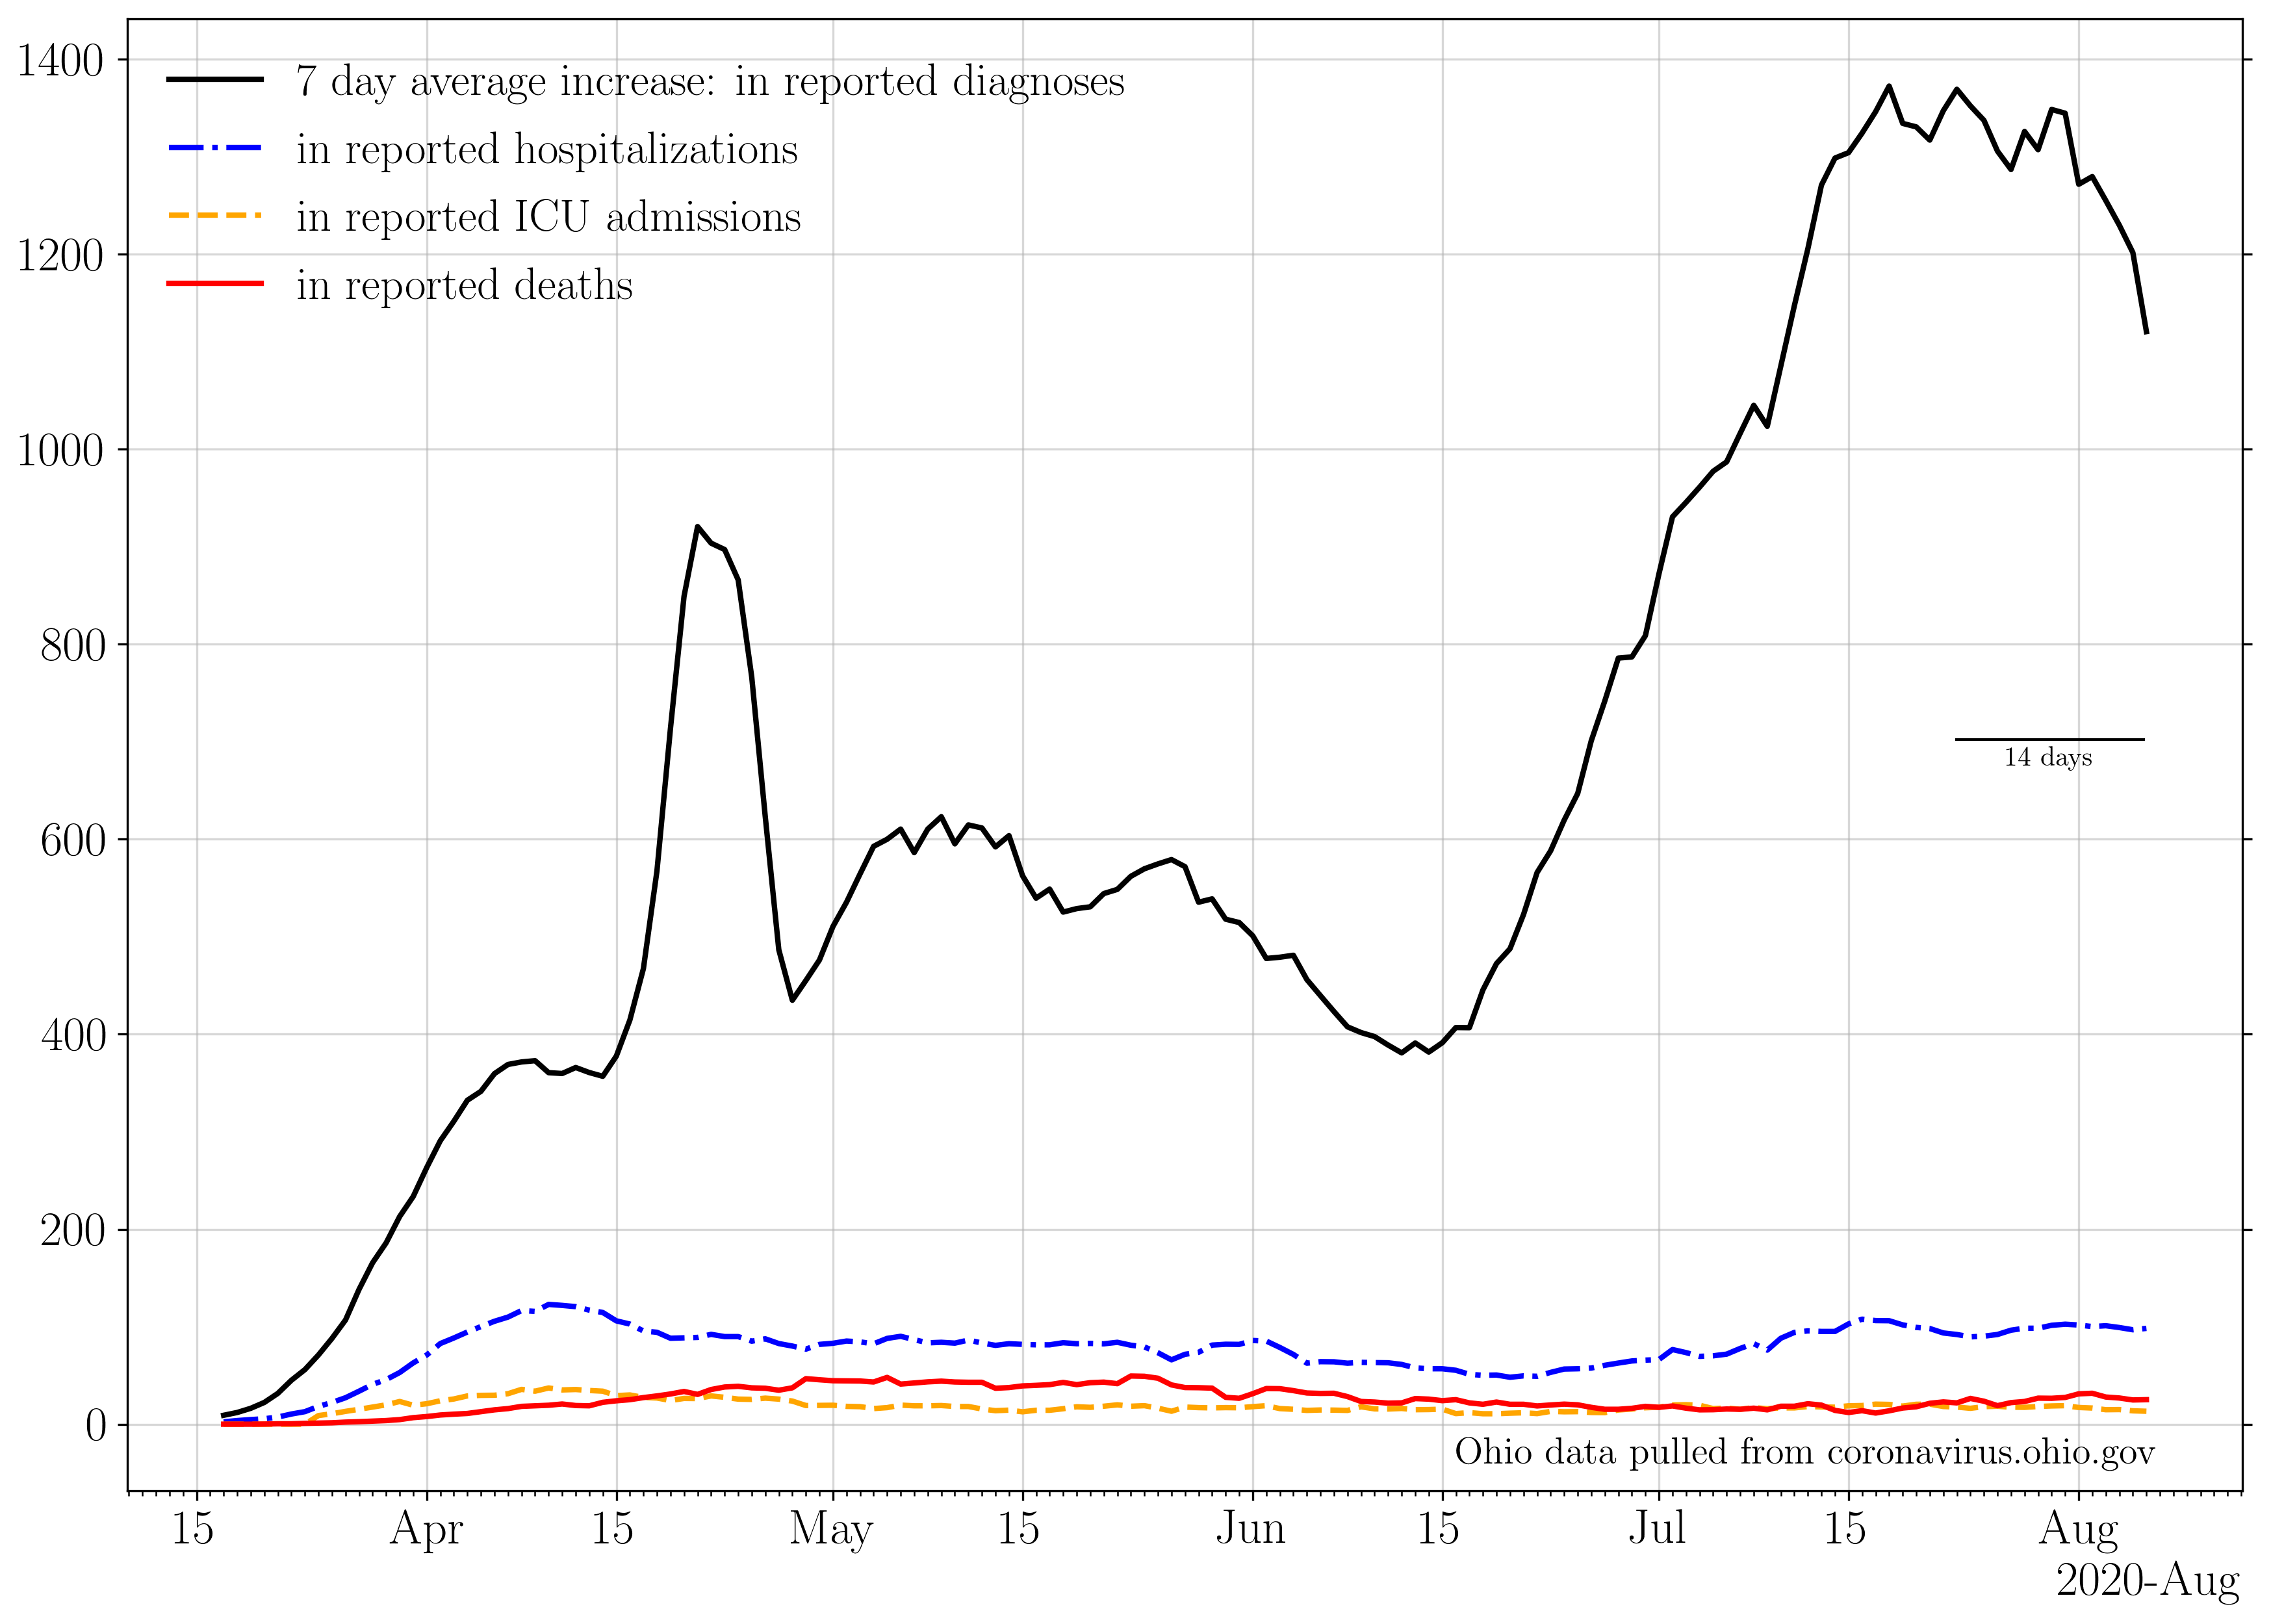 1400
7 day average increase: in reported diagnoses
in reported hospitalizations
in reported ICU admissions
1200
in reported deaths
1000
800
14 days
600
400
200
0
Ohio data pulled from coronavirus.ohio.gov
15 Apr 15 May 15 Jun 15 Jul 15 Aug
2020-Aug